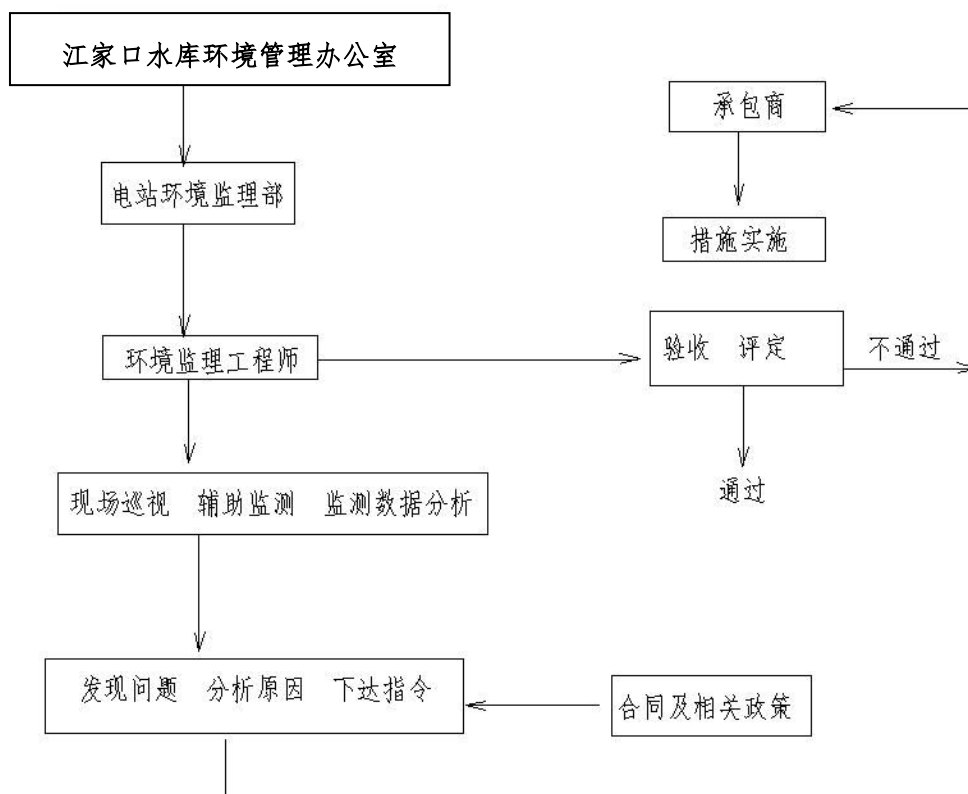 江家口水库环境管理办公室
承包商
电站环境监理部
措施实施
环境监理工程师
验收 评定
不通过
通过
现场巡视 辅助监测 监测数据分析
发现问题 分析原因 下达指令
合同及相关政策